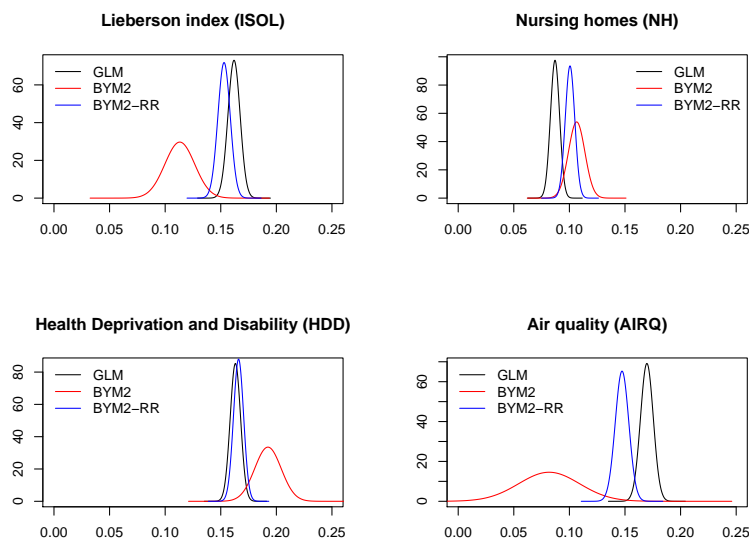 Lieberson index (ISOL)
GLM
BYM2
BYM2−RR
0 20 40 60
0.00 0.05 0.10 0.15 0.20 0.25
Nursing homes (NH)
GLM
BYM2
BYM2−RR
0 20 40 60 80
0.00 0.05 0.10 0.15 0.20 0.25
Health Deprivation and Disability (HDD)
GLM
BYM2
BYM2−RR
0 20 40 60 80
0.00 0.05 0.10 0.15 0.20 0.25
Air quality (AIRQ)
GLM
BYM2
BYM2−RR
0 20 40 60
0.00 0.05 0.10 0.15 0.20 0.25